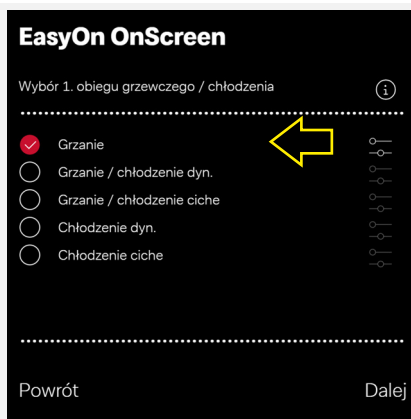 EasyOn OnScreen
Wybór 1. obiegu grzewczego / chłodzenia
Grzanie
Grzanie / chłodzenie dyn.
Grzanie / chłodzenie ciche
Chłodzenie dyn.
Chłodzenie ciche
Powrót Dalej